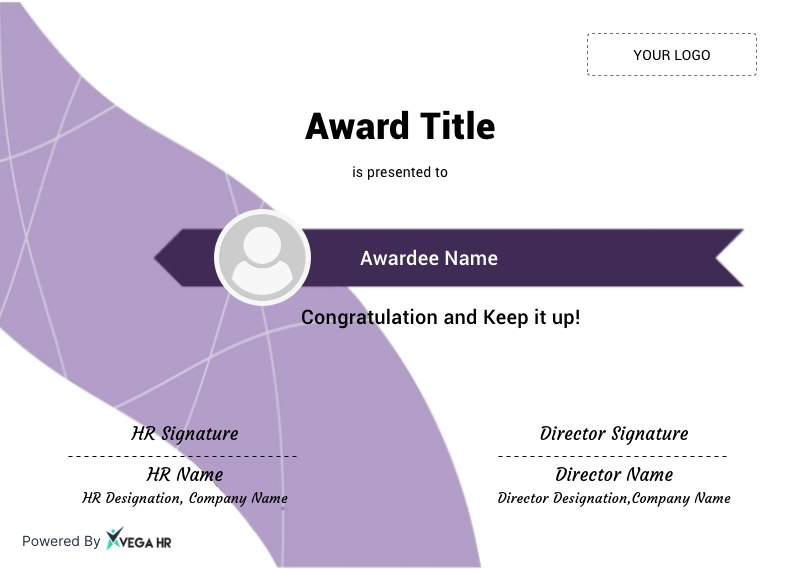 YOUR LOGO
Award Title
is presented to
Awardee Name
Congratulation and Keep it up!
HR Signature
HR Name
HR Designation, Company Name
Director Signature
Director Name
Director Designation,Company Name
Powered By VEGA HR